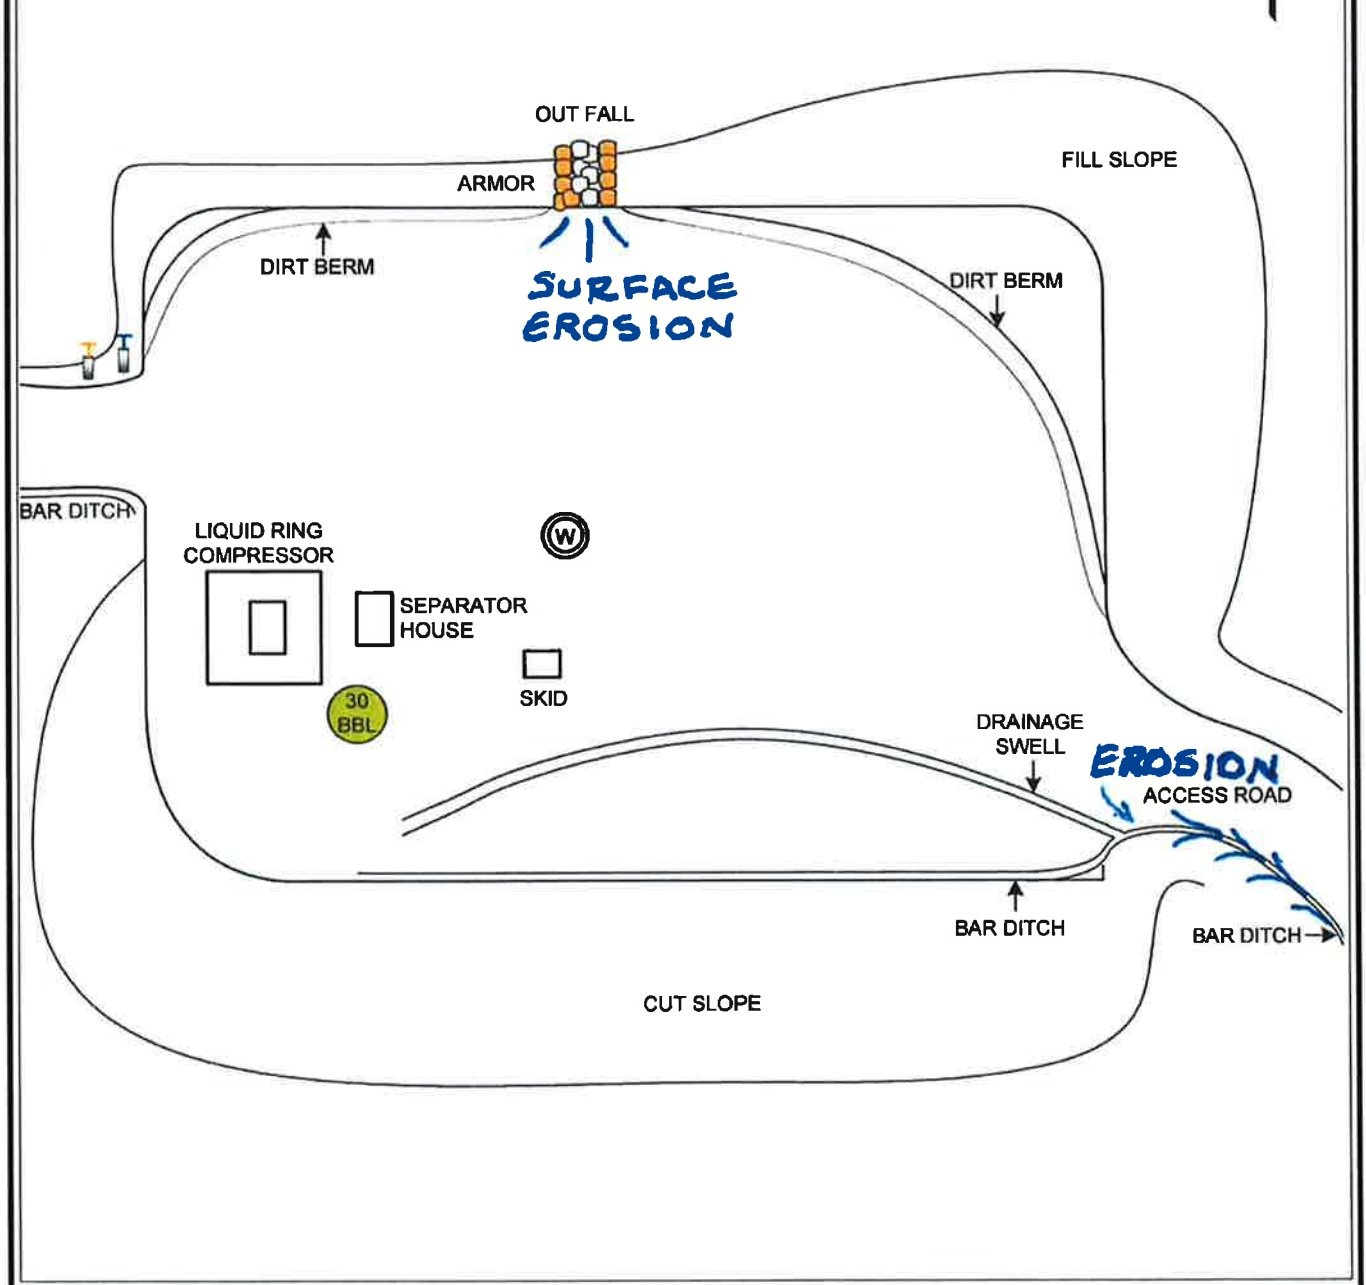 OUT FALL
FILL SLOPE
ARMOR
DIRT BERM
SURFACE
EROSION
DIRT BERM
BAR DITCH
LIQUID RING
COMPRESSOR
W
SEPARATOR
HOUSE
SKID
30
BBL
DRAINAGE
SWELL
EROSION
ACCESS ROAD
BAR DITCH
BAR DITCH
CUT SLOPE